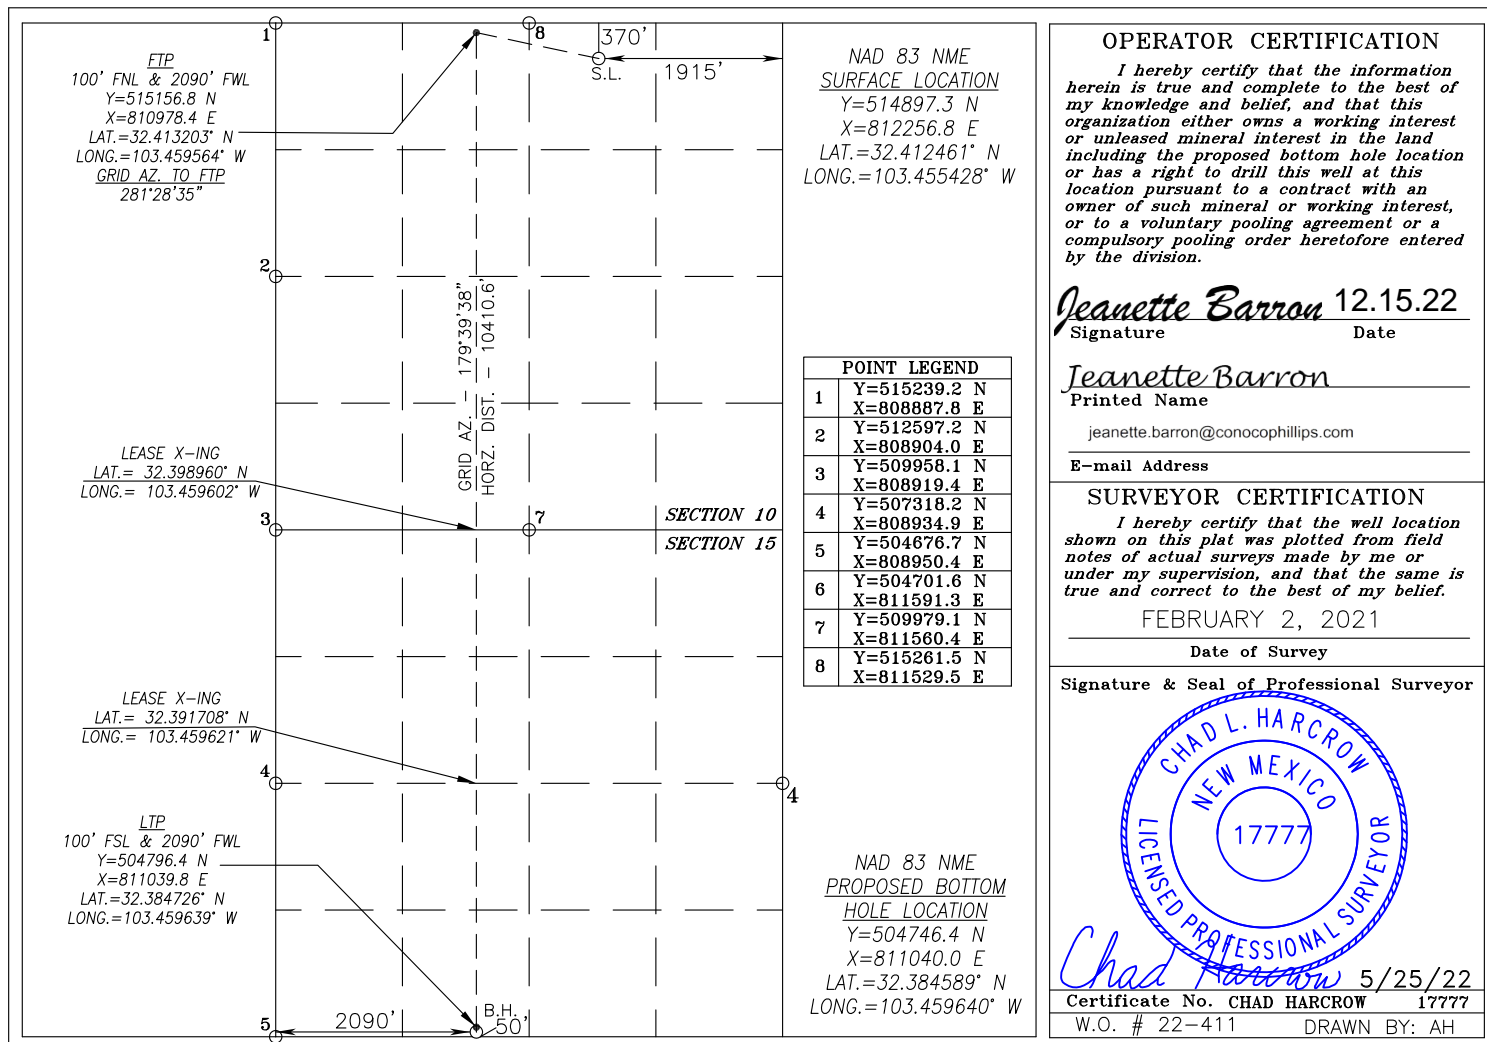 1
8
370'
S.L.
1915'
FTP
100' FNL & 2090' FWL
Y=515156.8 N
X=810978.4 E
LAT.=32.413203° N
LONG.=103.459564° W
GRID AZ. TO FTP
281°28'35"
NAD 83 NME
SURFACE LOCATION
Y=514897.3 N
X=812256.8 E
LAT.=32.412461° N
LONG.=103.455428° W
2
GRID AZ. – 179°39'38"
HORZ. DIST. – 10410.6'
LEASE X-ING
LAT.= 32.398960° N
LONG.= 103.459602° W
3
7
SECTION 10
SECTION 15
POINT LEGEND
1 Y=515239.2 N
X=808887.8 E
2 Y=512597.2 N
X=808904.0 E
3 Y=509958.1 N
X=808919.4 E
4 Y=507318.2 N
X=808934.9 E
5 Y=504676.7 N
X=808950.4 E
6 Y=504701.6 N
X=811591.3 E
7 Y=509979.1 N
X=811560.4 E
8 Y=515261.5 N
X=811529.5 E
LEASE X-ING
LAT.= 32.391708° N
LONG.= 103.459621° W
4
4
LTP
100' FSL & 2090' FWL
Y=504796.4 N
X=811039.8 E
LAT.=32.384726° N
LONG.=103.459639° W
NAD 83 NME
PROPOSED BOTTOM
HOLE LOCATION
Y=504746.4 N
X=811040.0 E
LAT.=32.384589° N
LONG.=103.459640° W
5
2090'
B.H.
50'
OPERATOR CERTIFICATION
I hereby certify that the information
herein is true and complete to the best of
my knowledge and belief, and that this
organization either owns a working interest
or unleased mineral interest in the land
including the proposed bottom hole location
or has a right to drill this well at this
location pursuant to a contract with an
owner of such mineral or working interest,
or to a voluntary pooling agreement or a
compulsory pooling order heretofore entered
by the division.
Jeanette Barron 12.15.22
Signature Date
Jeanette Barron
Printed Name
jeanette.barron@conocophillips.com
E-mail Address
SURVEYOR CERTIFICATION
I hereby certify that the well location
shown on this plat was plotted from field
notes of actual surveys made by me or
under my supervision, and that the same is
true and correct to the best of my belief.
FEBRUARY 2, 2021
Date of Survey
Signature & Seal of Professional Surveyor
CHAD L. HARCROW
NEW MEXICO
17777
LICENSED PROFESSIONAL SURVEYOR
Chad Harcrow 5/25/22
Certificate No. CHAD HARCROW 17777
W.O. # 22-411 DRAWN BY: AH